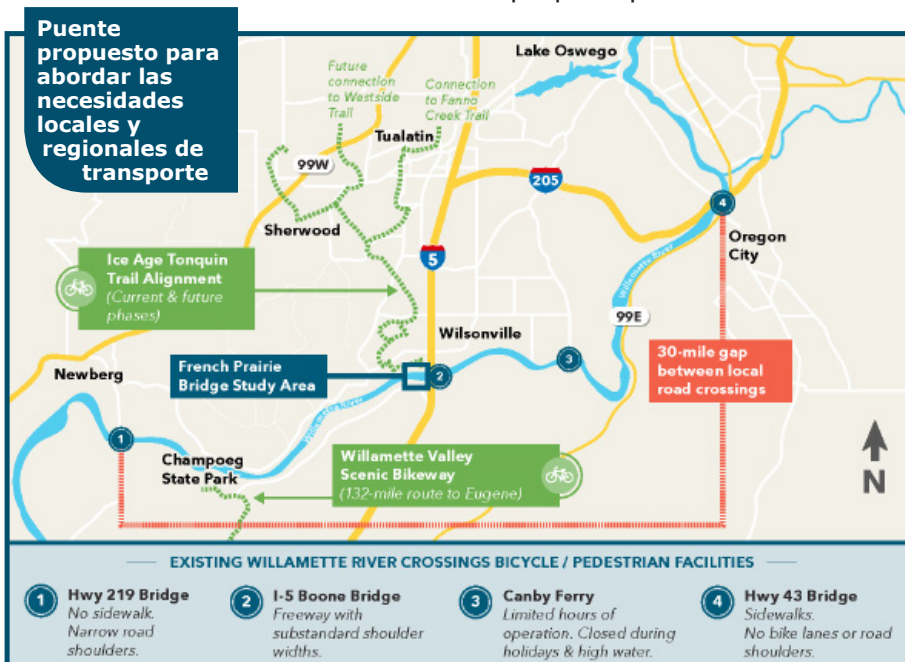 Puente
propuesto para
abordar las
necesidades
locales y
regionales de
transporte
Lake Oswego
Future
connection
to Westside
Trail
Connection
to Fanno
Creek Trail
Tualatin
99W
205
4
Sherwood
Oregon
City
5
Ice Age Tonquin
Trail Alignment
(Current & future
phases)
Willamette River
99E
Wilsonville
3
30-mile gap
between local
road crossings
French Prairie
Bridge Study Area
2
Newberg
Willamette River
1
Champoeg
State Park
Willamette Valley
Scenic Bikeway
(132-mile route to Eugene)
N
EXISTING WILLAMETTE RIVER CROSSINGS BICYCLE / PEDESTRIAN FACILITIES
1
Hwy 219 Bridge
No sidewalk.
Narrow road
shoulders.
2
I-5 Boone Bridge
Freeway with
substandard shoulder
widths.
3
Canby Ferry
Limited hours of
operation. Closed during
holidays & high water.
4
Hwy 43 Bridge
Sidewalks.
No bike lanes or road
shoulders.